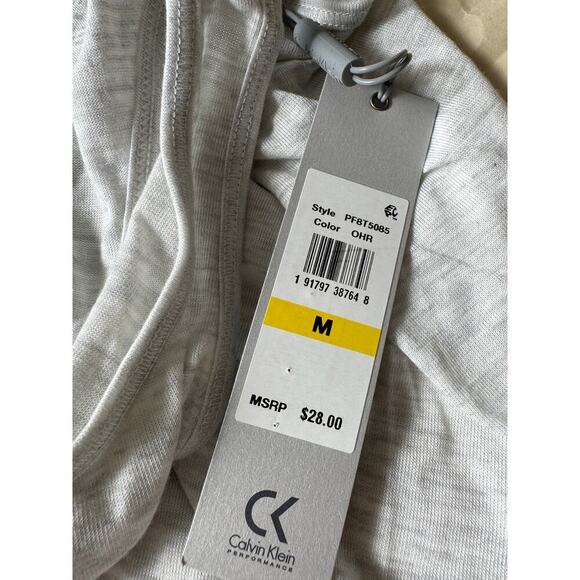 Style PF8T5085
Color OHR
1 91797 38764 8
M
MSRP $28.00
CK
Calvin Klein
PERFORMANCE